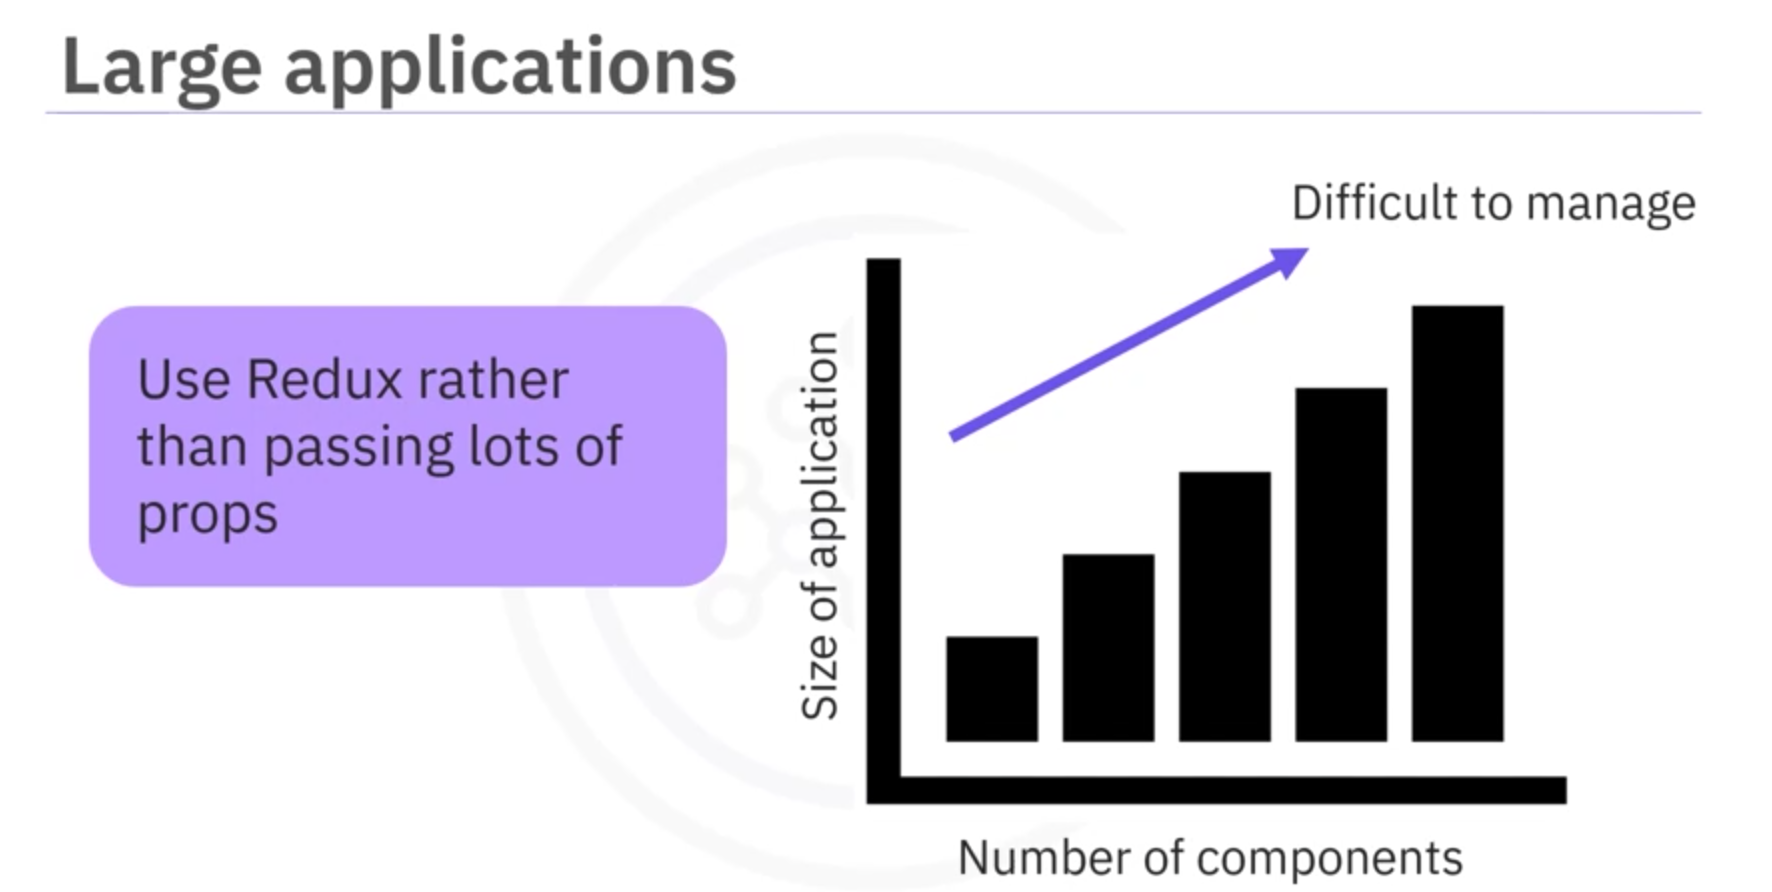 Large applications
Difficult to manage
Use Redux rather
than passing lots of
props
Size of application
Number of components